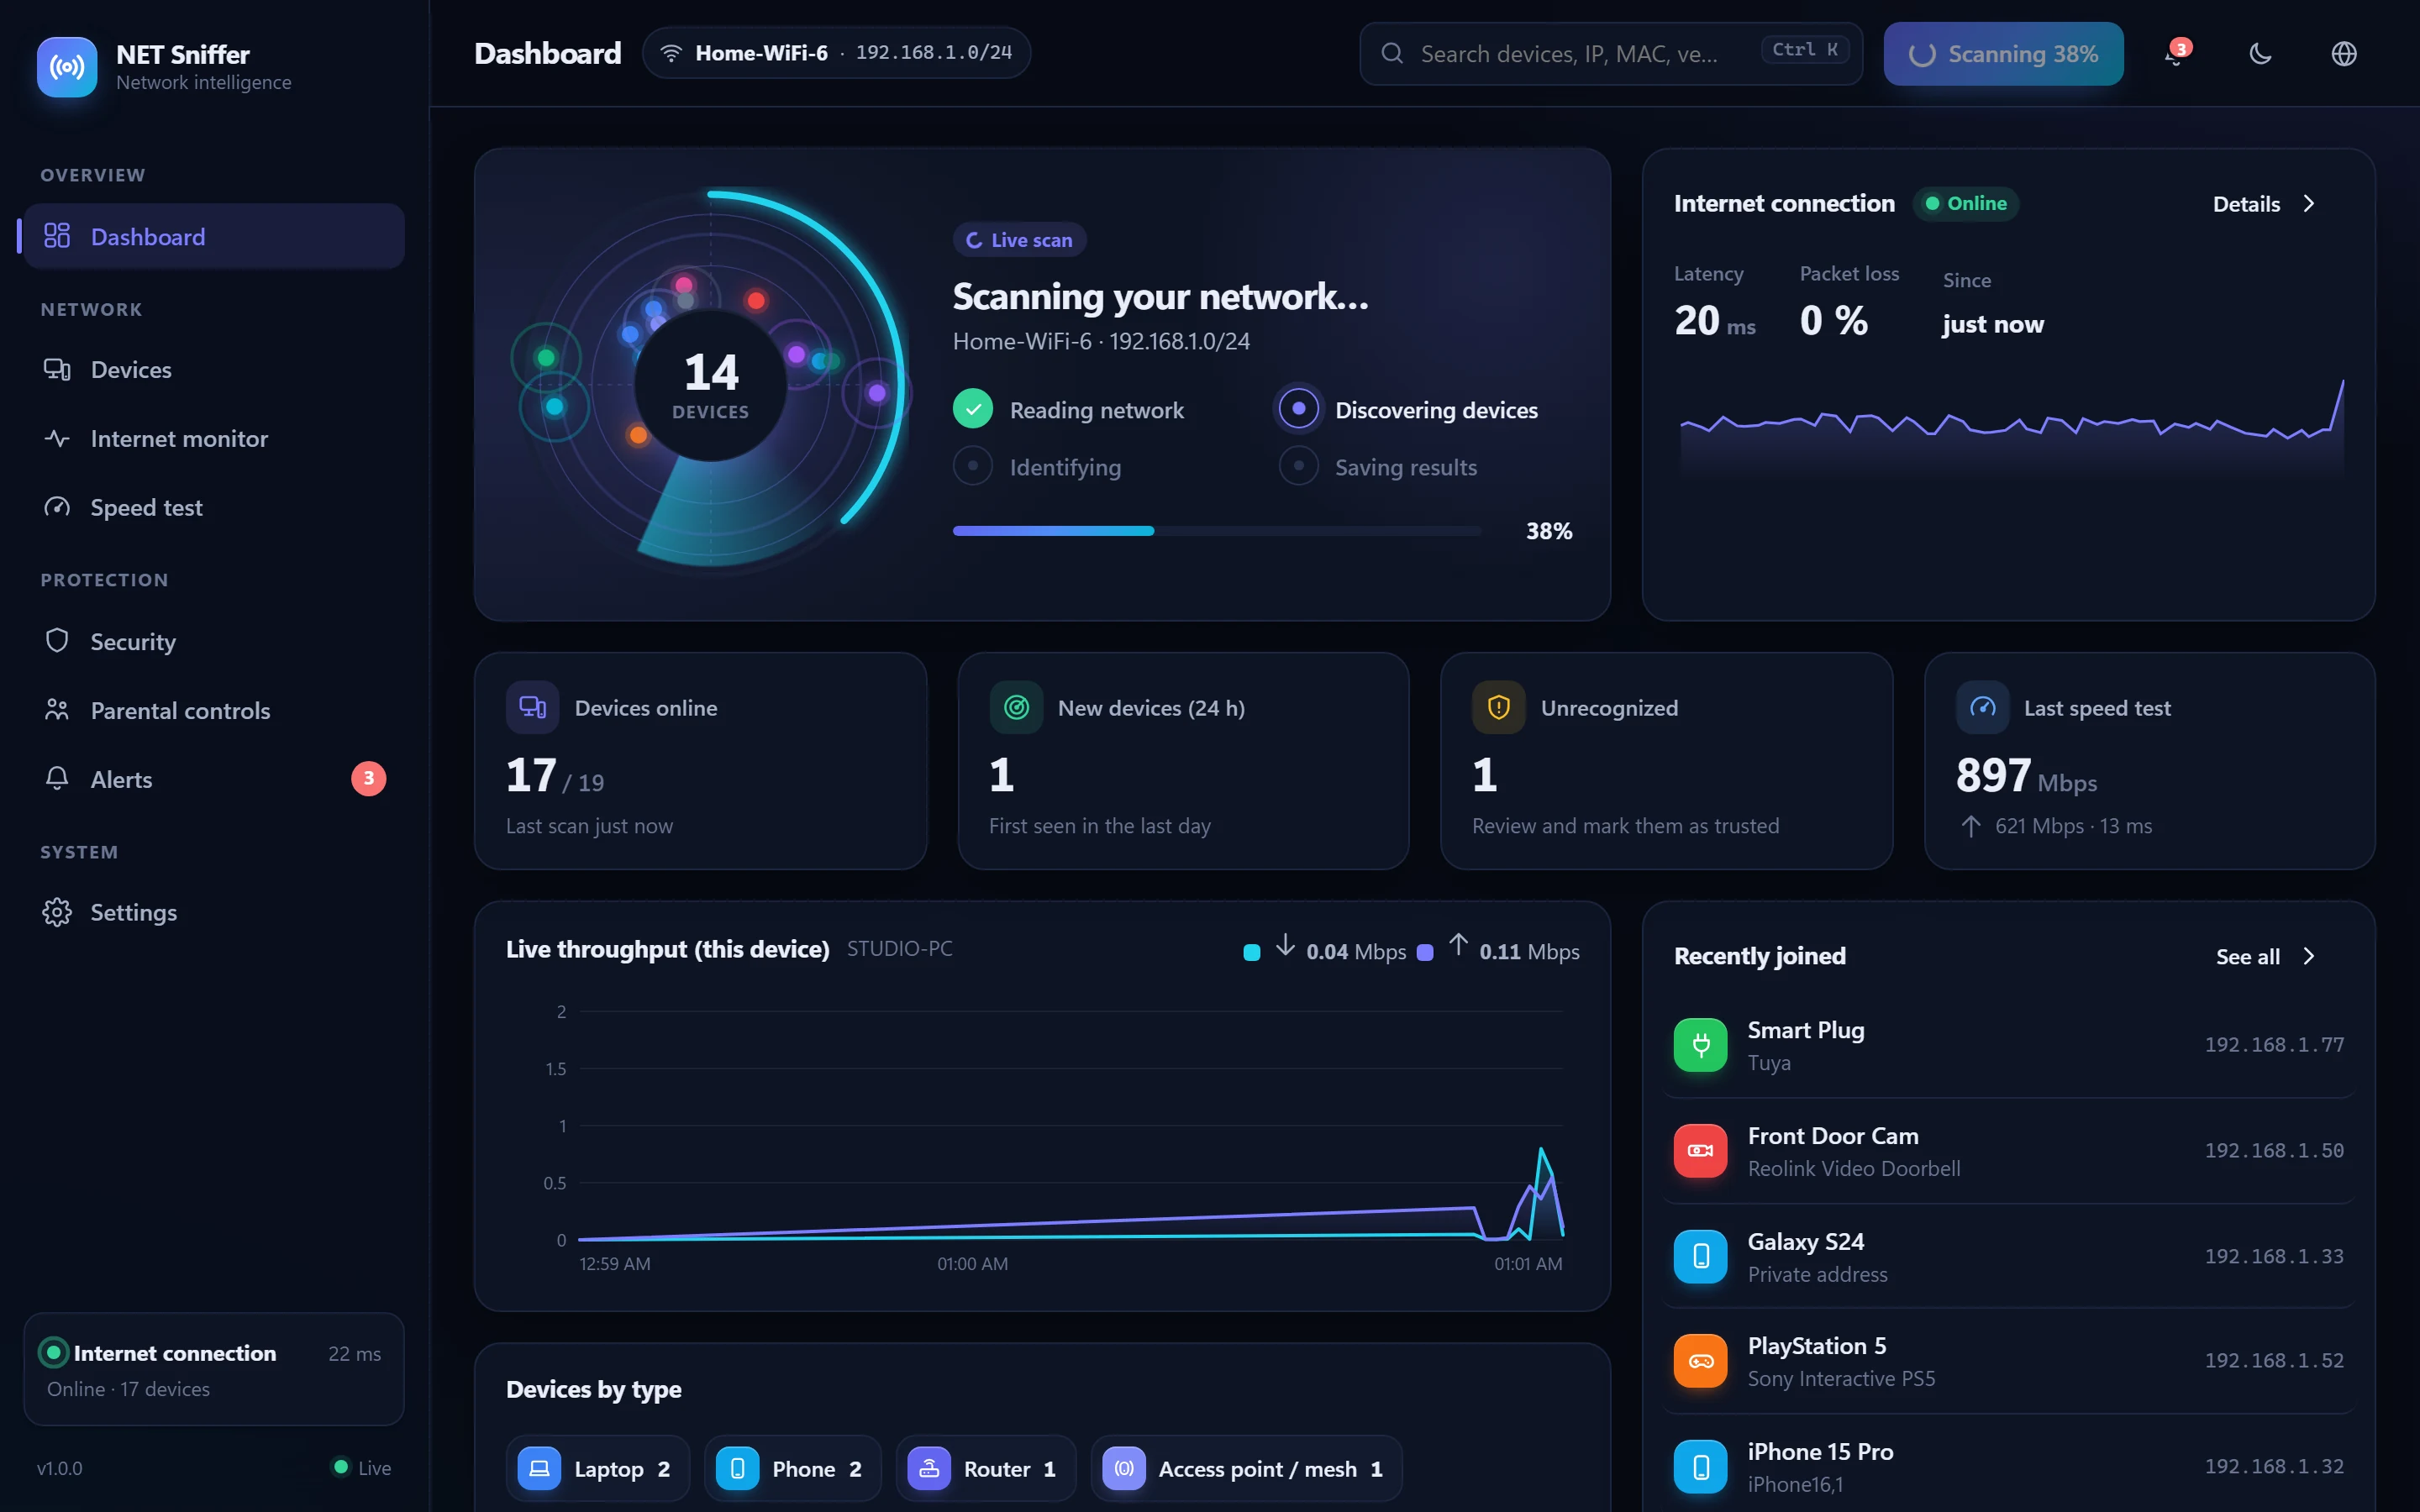 NET Sniffer
Network intelligence
OVERVIEW
Dashboard
NETWORK
Devices
Internet monitor
Speed test
PROTECTION
Security
Parental controls
Alerts 3
SYSTEM
Settings
Internet connection 22 ms
Online · 17 devices
v1.0.0 Live
Dashboard Home-WiFi-6 · 192.168.1.0/24
Search devices, IP, MAC, ve... Ctrl K
Scanning 38%
3
14
DEVICES
Live scan
Scanning your network...
Home-WiFi-6 · 192.168.1.0/24
Reading network Discovering devices
Identifying Saving results
38%
Internet connection Online Details
Latency Packet loss Since
20 ms 0 % just now
Devices online
17 / 19
Last scan just now
New devices (24 h)
1
First seen in the last day
Unrecognized
1
Review and mark them as trusted
Last speed test
897 Mbps
621 Mbps · 13 ms
Live throughput (this device) STUDIO-PC
0.04 Mbps 0.11 Mbps
2
1.5
1
0.5
0
12:59 AM 01:00 AM 01:01 AM
Devices by type
Laptop 2 Phone 2 Router 1 Access point / mesh 1
Recently joined See all
Smart Plug
Tuya
192.168.1.77
Front Door Cam
Reolink Video Doorbell
192.168.1.50
Galaxy S24
Private address
192.168.1.33
PlayStation 5
Sony Interactive PS5
192.168.1.52
iPhone 15 Pro
iPhone16,1
192.168.1.32